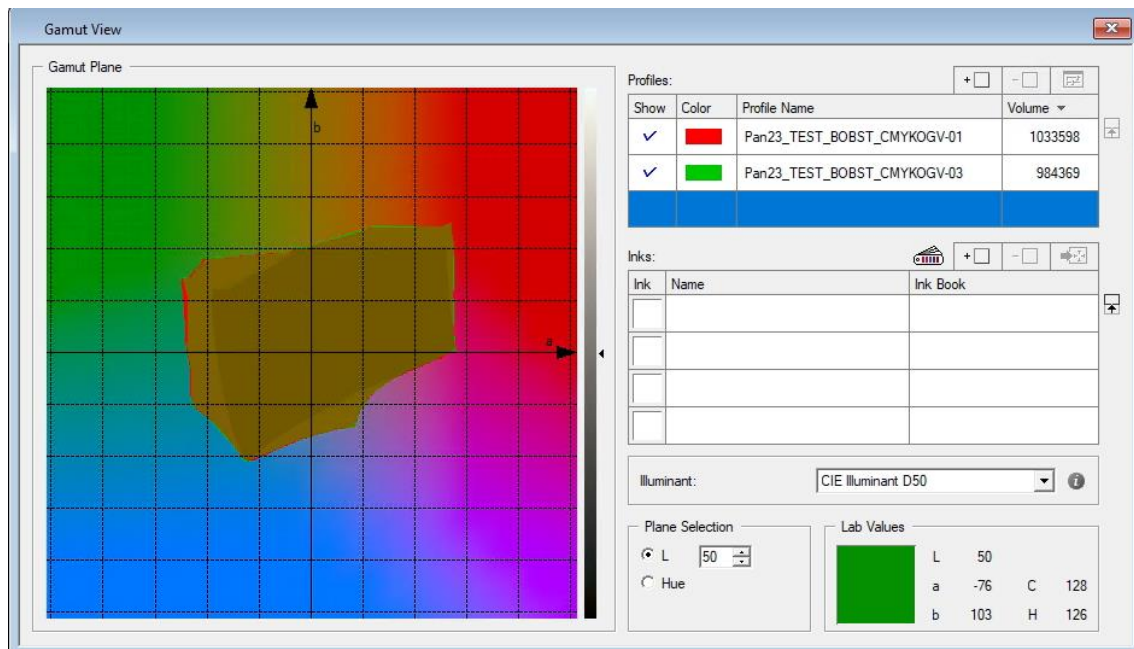 Gamut View
Gamut Plane
b
a
Profiles:
Show Color Profile Name Volume
Pan23_TEST_BOBST_CMYKOGV-01 1033598
Pan23_TEST_BOBST_CMYKOGV-03 984369
Inks:
Ink Name Ink Book
Illuminant: CIE Illuminant D50
Plane Selection
L 50
Hue
Lab Values
L 50
a -76 C 128
b 103 H 126